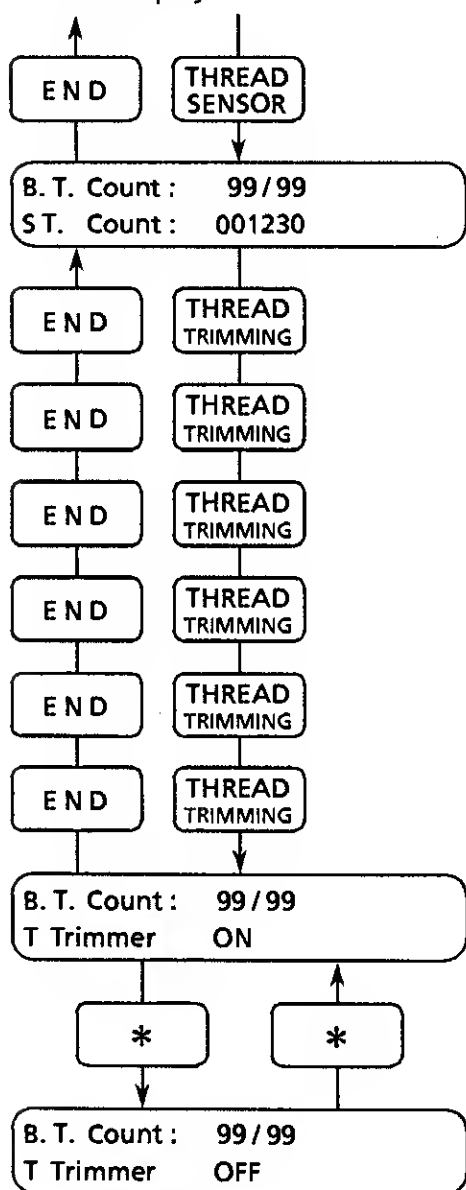 END
THREAD
SENSOR
B. T. Count : 99/99
ST. Count : 001230
END
THREAD
TRIMMING
END
THREAD
TRIMMING
END
THREAD
TRIMMING
END
THREAD
TRIMMING
END
THREAD
TRIMMING
END
THREAD
TRIMMING
B. T. Count : 99/99
T Trimmer ON
*
*
B. T. Count : 99/99
T Trimmer OFF